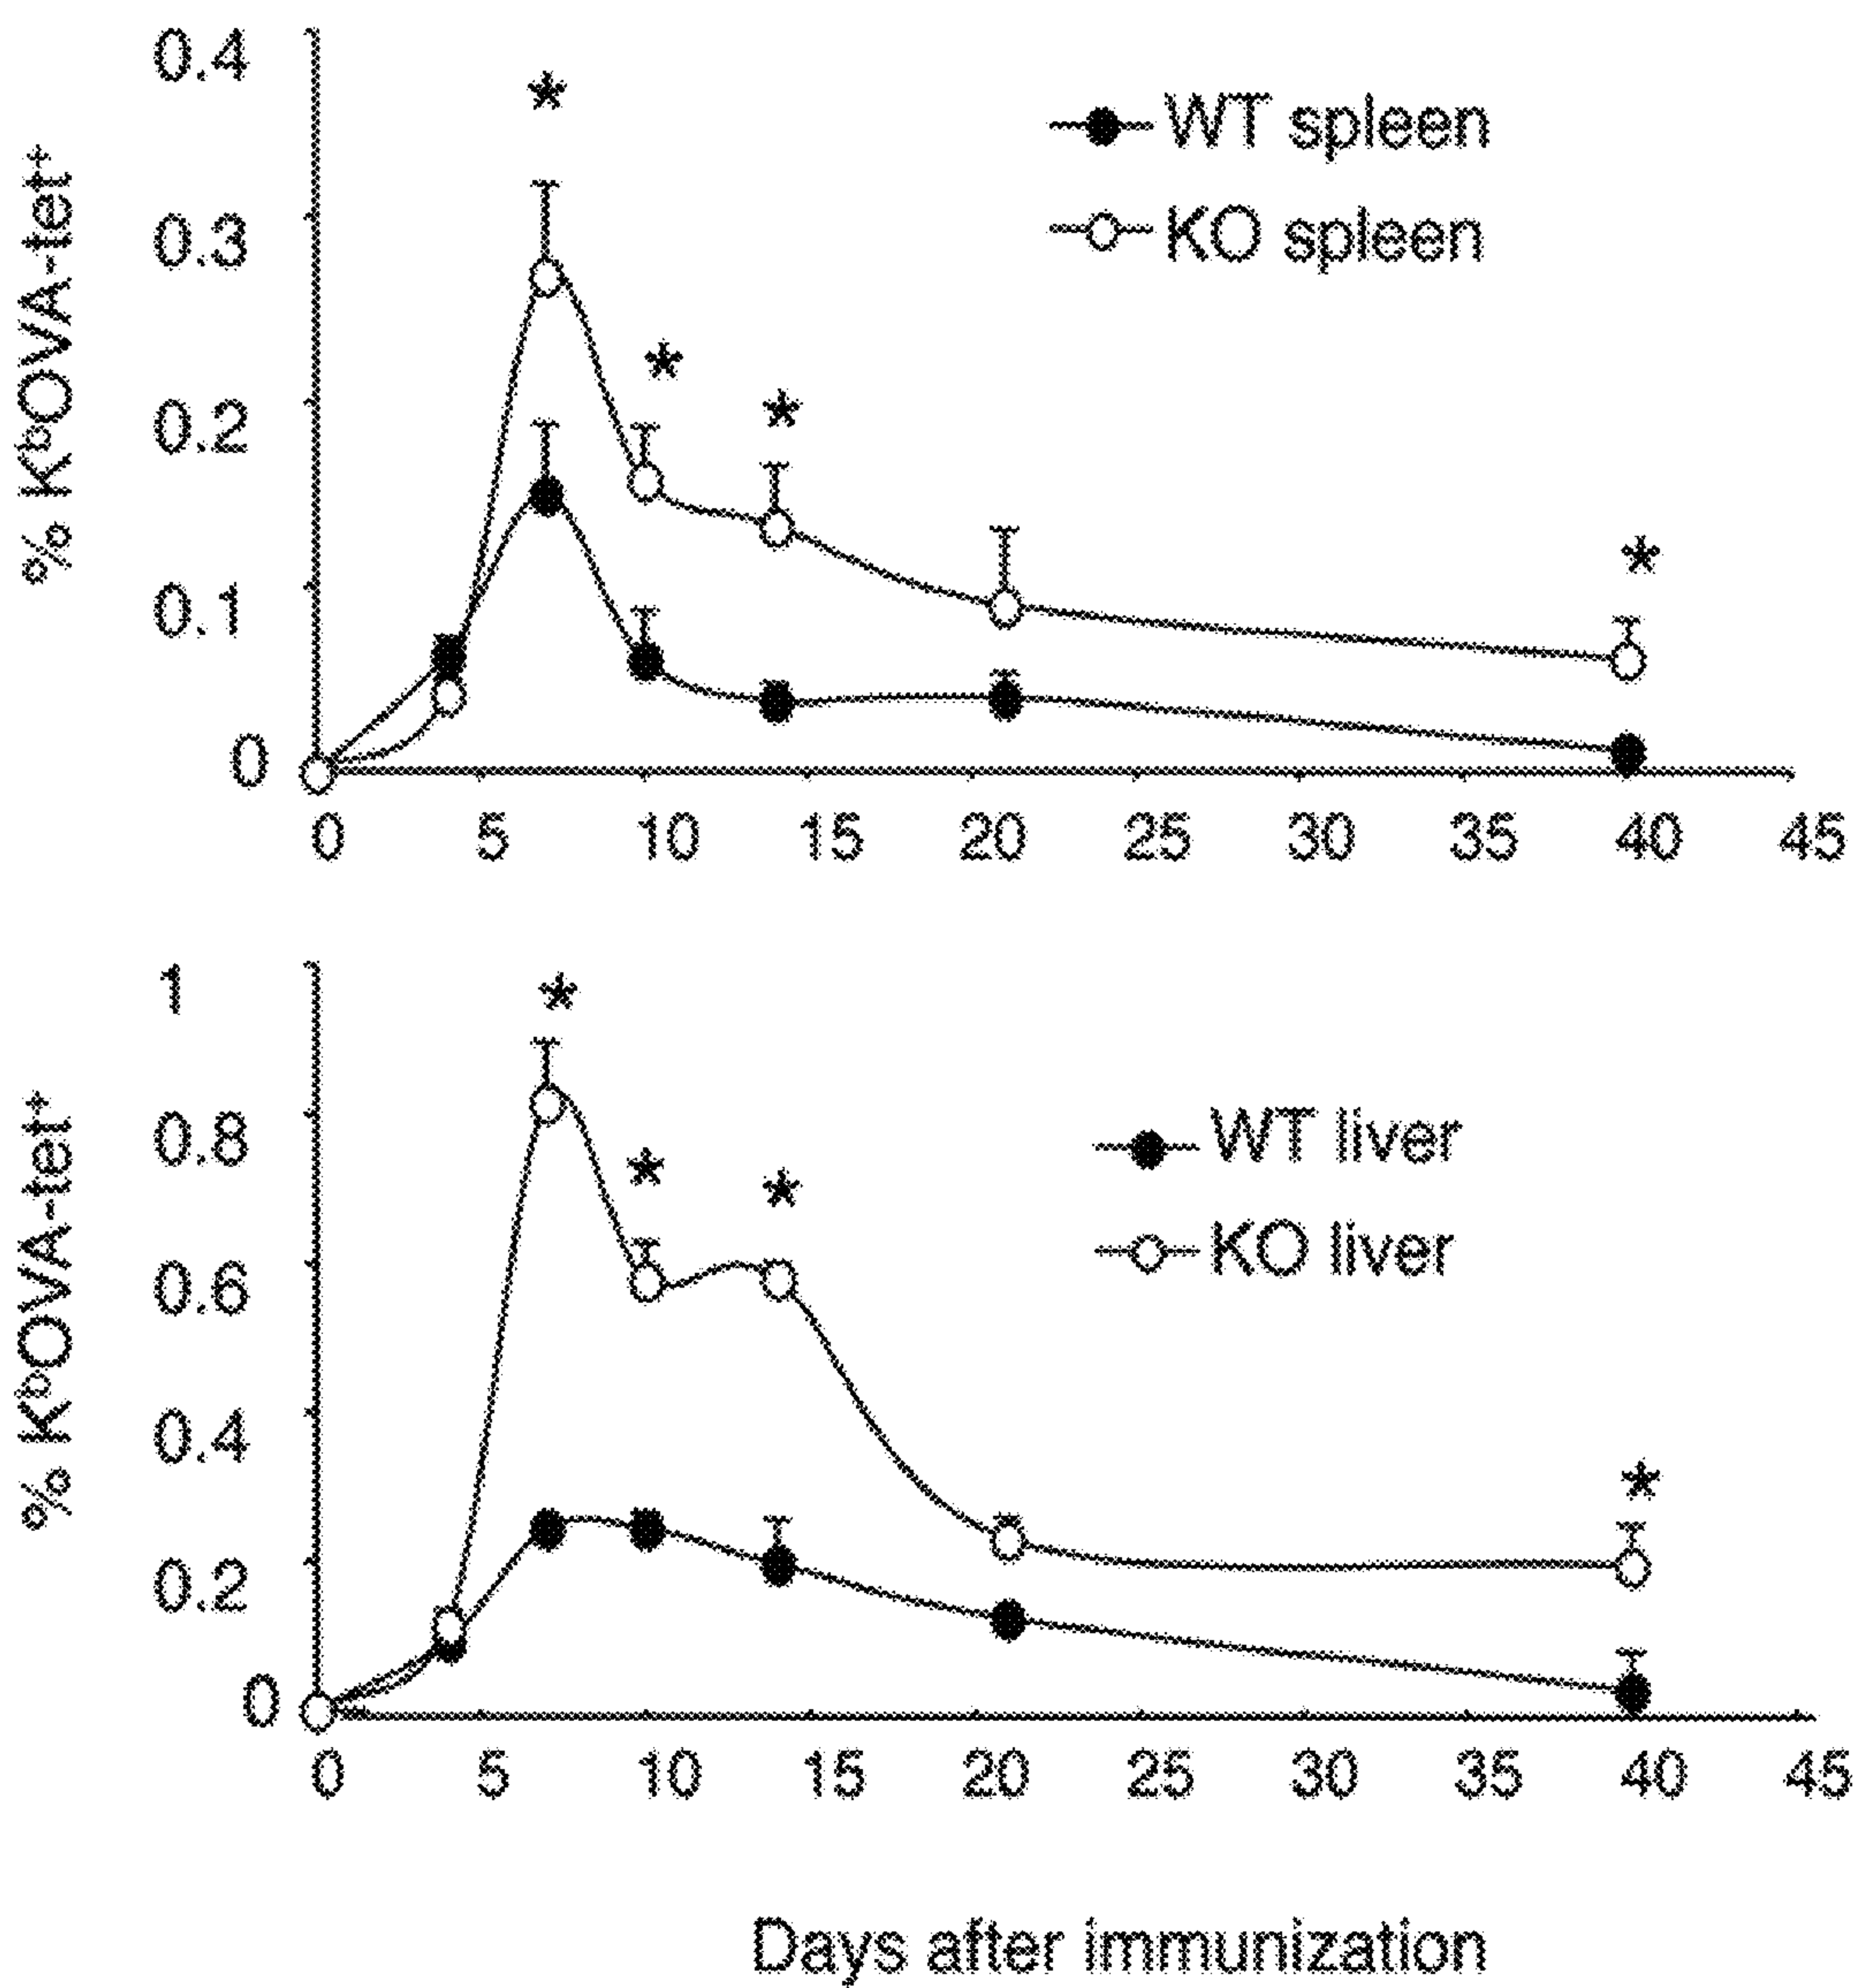 0.4
0.3
0.2
0.1
0
% KᵇOVA-tet⁺
*
*
*
*
WT spleen
KO spleen
0 5 10 15 20 25 30 35 40 45
1
0.8
0.6
0.4
0.2
0
% KᵇOVA-tet⁺
*
*
*
*
WT liver
KO liver
0 5 10 15 20 25 30 35 40 45
Days after immunization